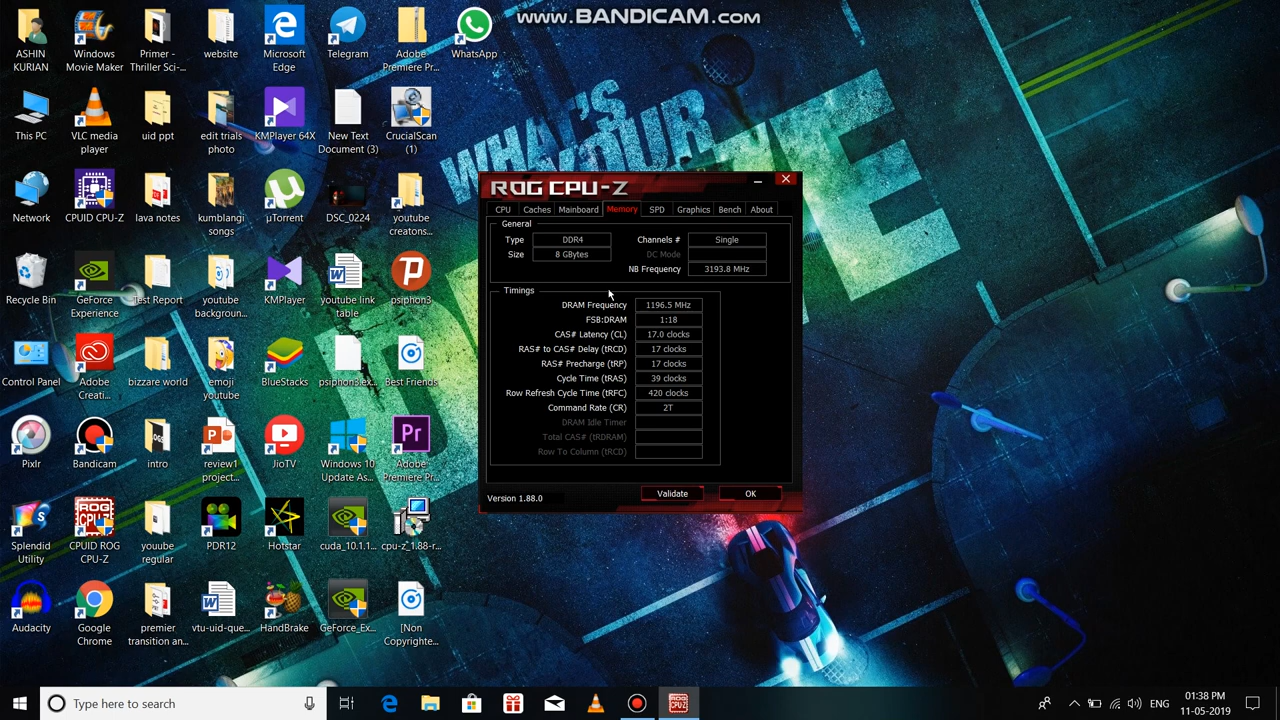 www.BANDICAM.com
ASHIN
KURIAN
Windows
Movie Maker
Primer -
Thriller Sci-...
website
Microsoft
Edge
Telegram
Adobe
Premiere Pr...
WhatsApp
This PC
VLC media
player
uid ppt
edit trials
photo
KMPlayer 64X
New Text
Document (3)
CrucialScan
(1)
Network
CPUID CPU-Z
lava notes
kumblangi
songs
µTorrent
DSC_0224
youtube
creatons...
Recycle Bin
GeForce
Experience
Test Report
youtube
backgroun...
KMPlayer
youtube link
table
psiphon3
Control Panel
Adobe
Creati...
bizzare world
emoji
youtube
BlueStacks
psiphon3.ex...
Best Friends
Pixlr
Bandicam
intro
review1
project...
JioTV
Windows 10
Update As...
Adobe
Premiere Pr...
Splendid
Utility
CPUID ROG
CPU-Z
youube
regular
PDR12
Hotstar
cuda_10.1.1...
cpu-z_1.88-r...
Audacity
Google
Chrome
premier
transition an...
vtu-uid-que...
HandBrake
GeForce_Ex...
[Non
Copyrighte...
WHAT'S
YOUR
ROG CPU-Z
CPU Caches Mainboard Memory SPD Graphics Bench About
General
Type DDR4 Channels # Single
Size 8 GBytes DC Mode
NB Frequency 3193.8 MHz
Timings
DRAM Frequency 1196.5 MHz
FSB:DRAM 1:18
CAS# Latency (CL) 17.0 clocks
RAS# to CAS# Delay (tRCD) 17 clocks
RAS# Precharge (tRP) 17 clocks
Cycle Time (tRAS) 39 clocks
Row Refresh Cycle Time (tRFC) 420 clocks
Command Rate (CR) 2T
DRAM Idle Timer
Total CAS# (tRDRAM)
Row To Column (tRCD)
Version 1.88.0 Validate OK
Type here to search
ENG
01:38 PM
11-05-2019